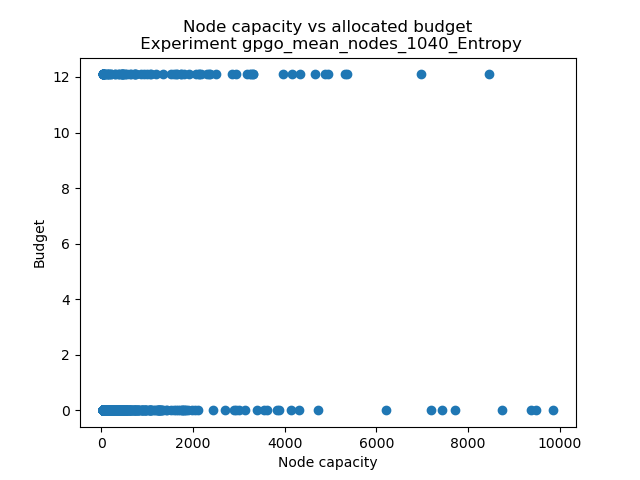 Node capacity vs allocated budget
Experiment gpgo_mean_nodes_1040_Entropy
12
10
8
6
4
2
0
Budget
0 2000 4000 6000 8000 10000
Node capacity